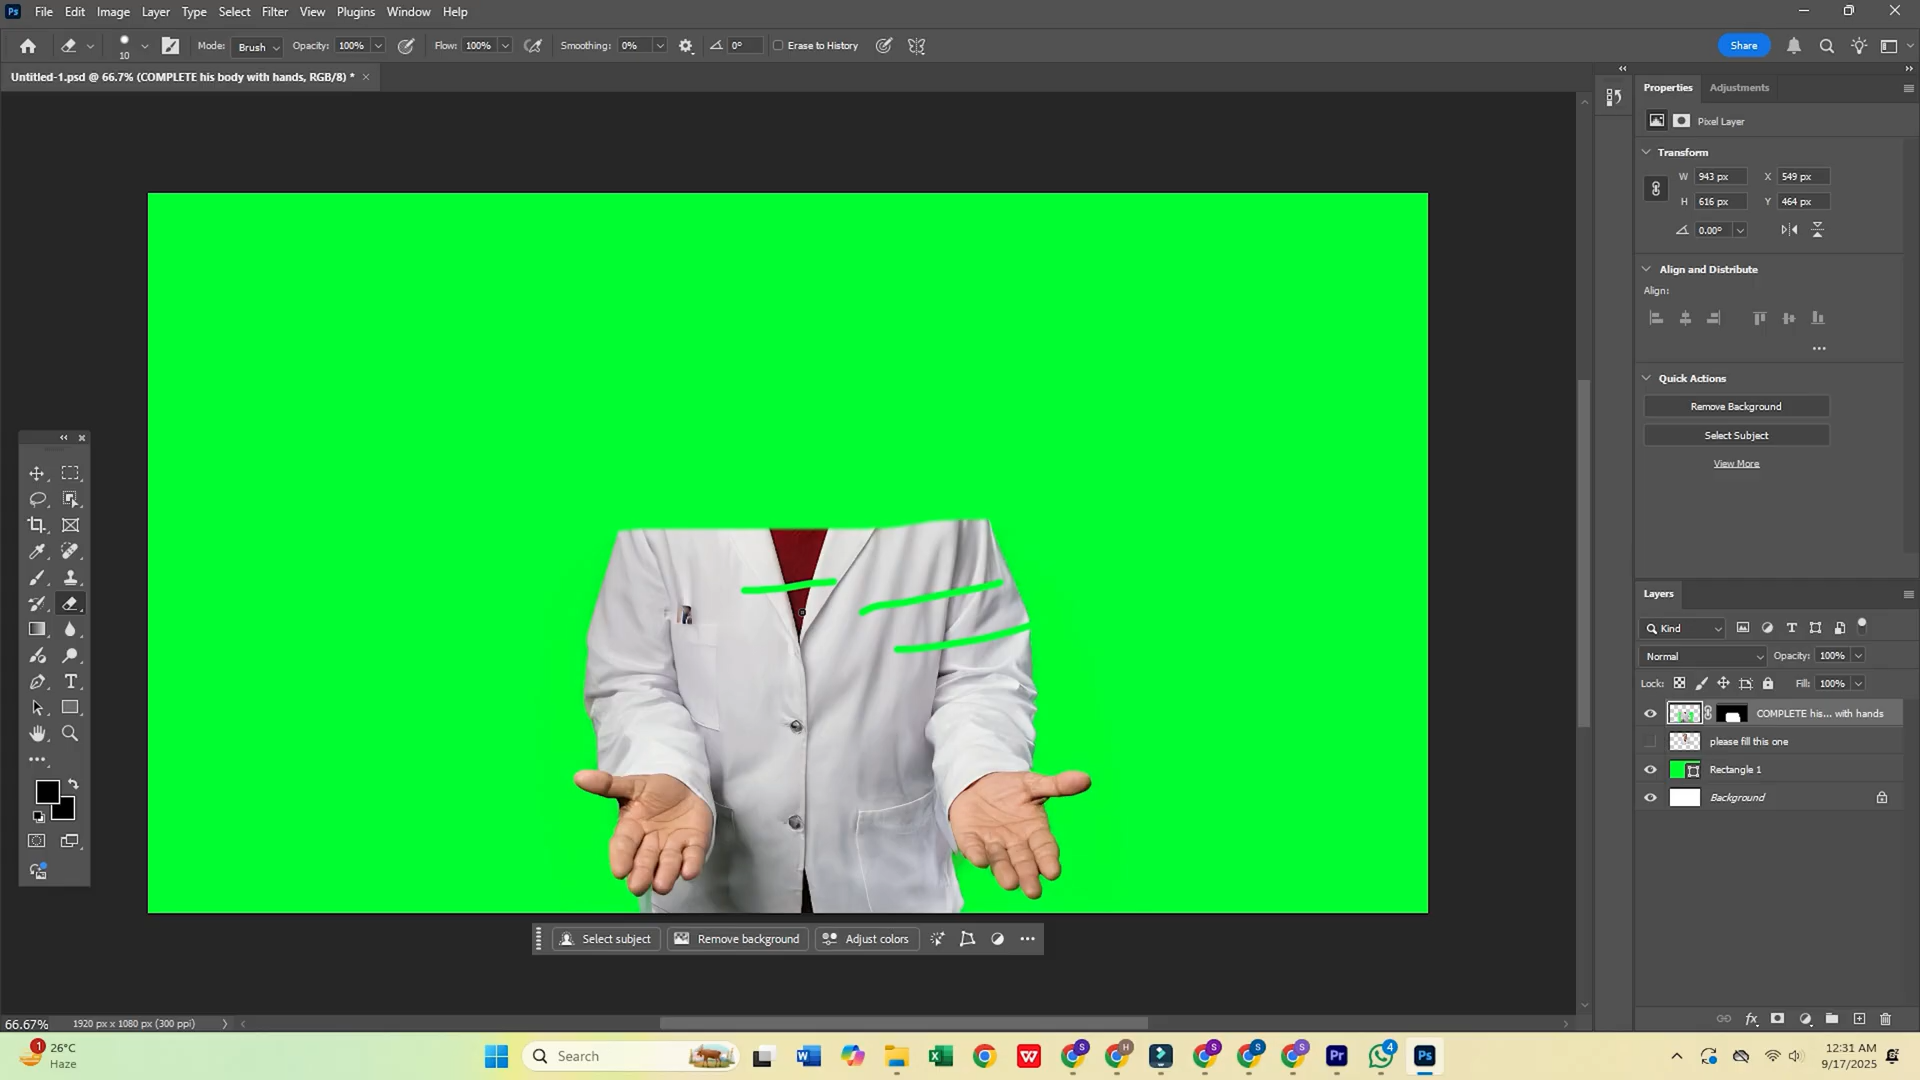 Ps File Edit Image Layer Type Select Filter View Plugins Window Help
10 Mode: Brush Opacity: 100% Flow: 100% Smoothing: 0% 0° Erase to History Share
Untitled-1.psd @ 66.7% (COMPLETE his body with hands, RGB/8) * ×
Properties Adjustments
Pixel Layer
Transform
W 943 px X 549 px
H 616 px Y 464 px
0.00°
Align and Distribute
Align:
Quick Actions
Remove Background
Select Subject
View More
Layers
Kind
Normal Opacity: 100%
Lock: Fill: 100%
COMPLETE his... with hands
please fill this one
Rectangle 1
Background
Select subject Remove background Adjust colors
66.67% 1920 px x 1080 px (300 ppi)
1 26°C
Haze
Search
S H S S S Pr 4 Ps
12:31 AM
9/17/2025